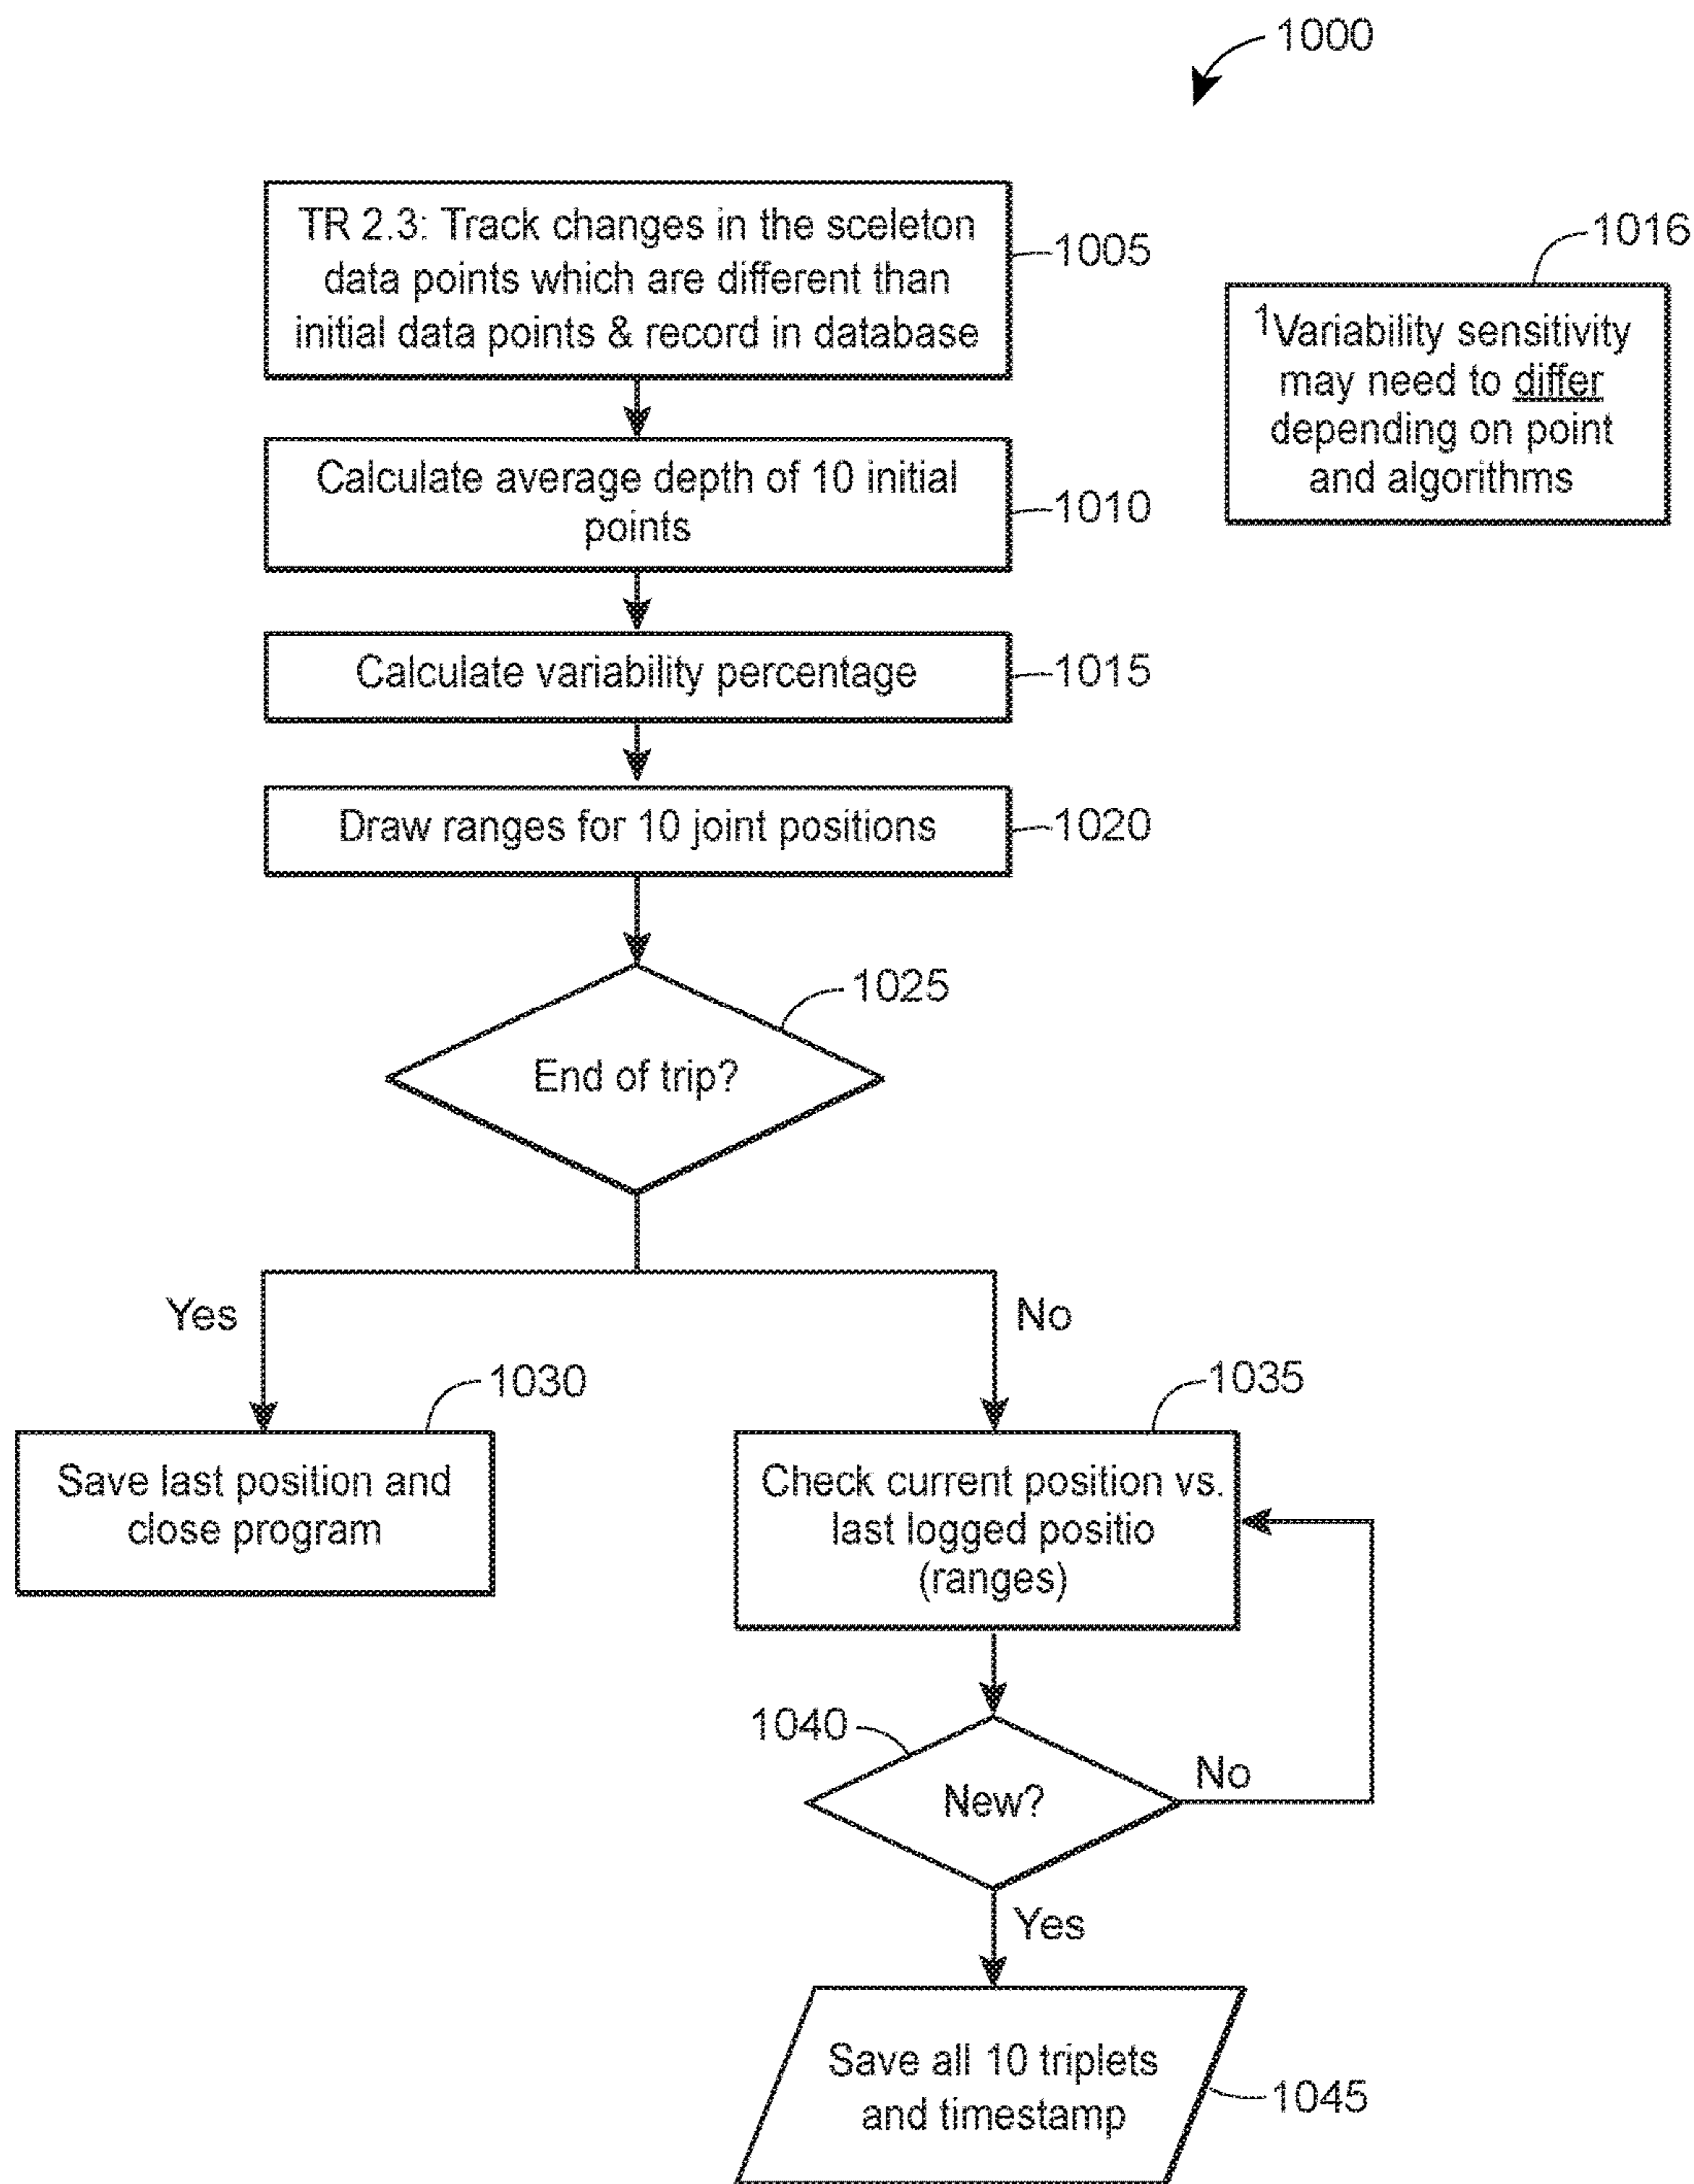 1000
TR 2.3: Track changes in the sceleton
data points which are different than
initial data points & record in database
1005
1016
1Variability sensitivity
may need to differ
depending on point
and algorithms
Calculate average depth of 10 initial
points
1010
Calculate variability percentage
1015
Draw ranges for 10 joint positions
1020
1025
End of trip?
Yes
No
1030
1035
Save last position and
close program
Check current position vs.
last logged positio
(ranges)
1040
New?
No
Yes
Save all 10 triplets
and timestamp
1045